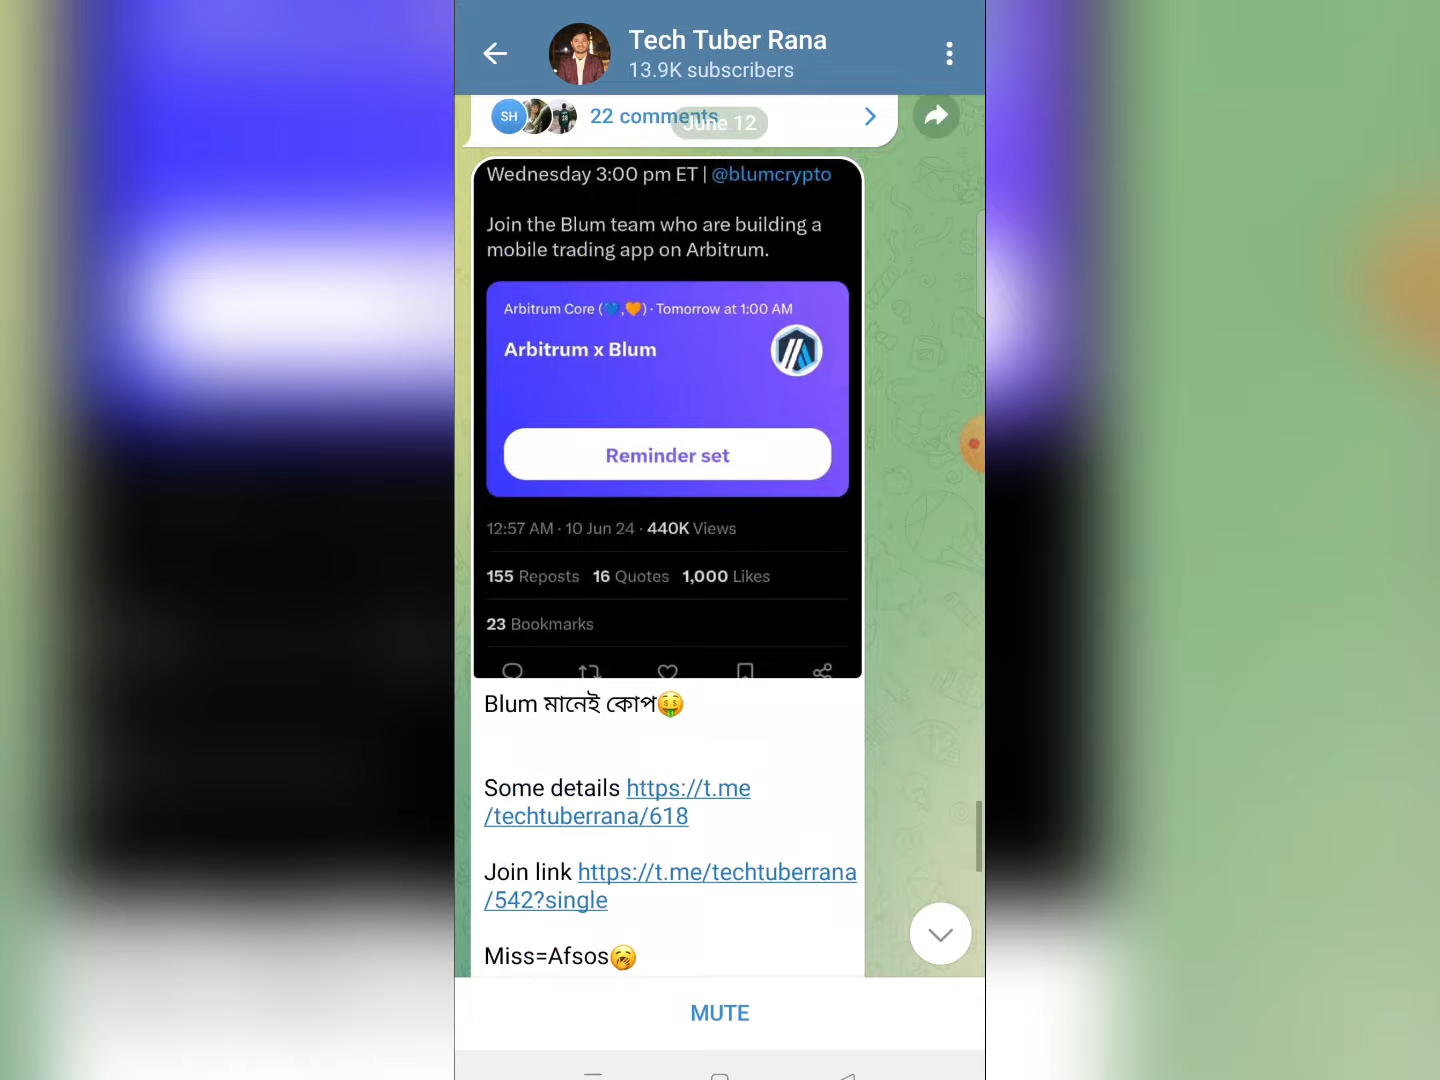 Tech Tuber Rana
13.9K subscribers
SH 22 comments
June 12
Wednesday 3:00 pm ET | @blumcrypto
Join the Blum team who are building a
mobile trading app on Arbitrum.
Arbitrum Core (💙,🧡) · Tomorrow at 1:00 AM
Arbitrum x Blum
Reminder set
12:57 AM · 10 Jun 24 · 440K Views
155 Reposts 16 Quotes 1,000 Likes
23 Bookmarks
Blum মানেই কোপ🤑
Some details https://t.me
/techtuberrana/618
Join link https://t.me/techtuberrana
/542?single
Miss=Afsos🥱
MUTE